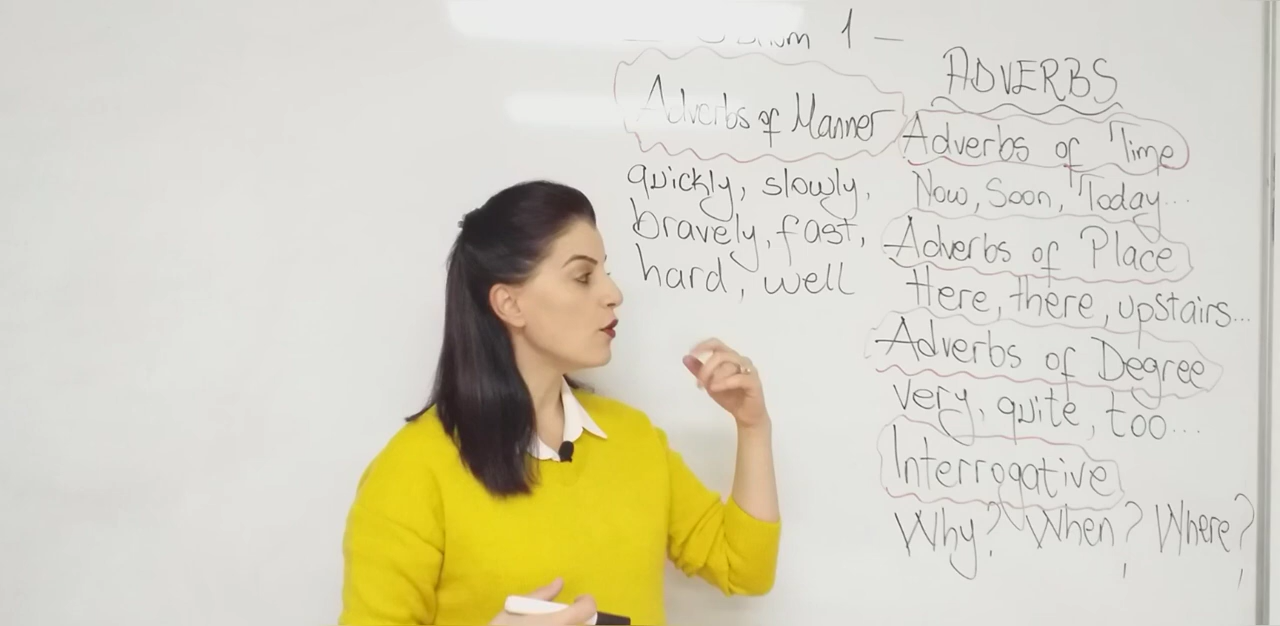 1
Adverbs of Manner
quickly, slowly,
bravely, fast,
hard, well
ADVERBS
Adverbs of Time
Now, Soon, Today...
Adverbs of Place
Here, there, upstairs...
Adverbs of Degree
very, quite, too...
Interrogative
Why? When? Where?